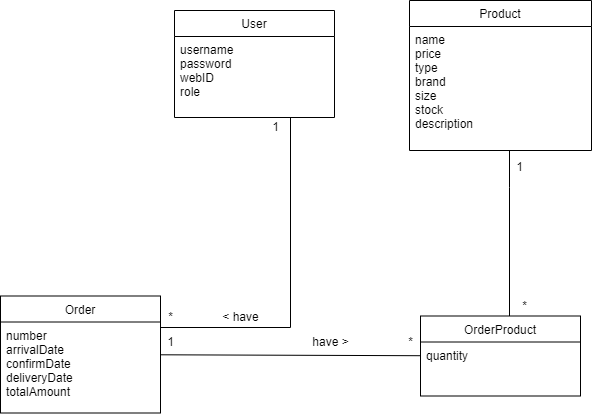 User
username
password
webID
role
1
Product
name
price
type
brand
size
stock
description
1
Order
number
arrivalDate
confirmDate
deliveryDate
totalAmount
* < have
1 have > *
*
OrderProduct
quantity